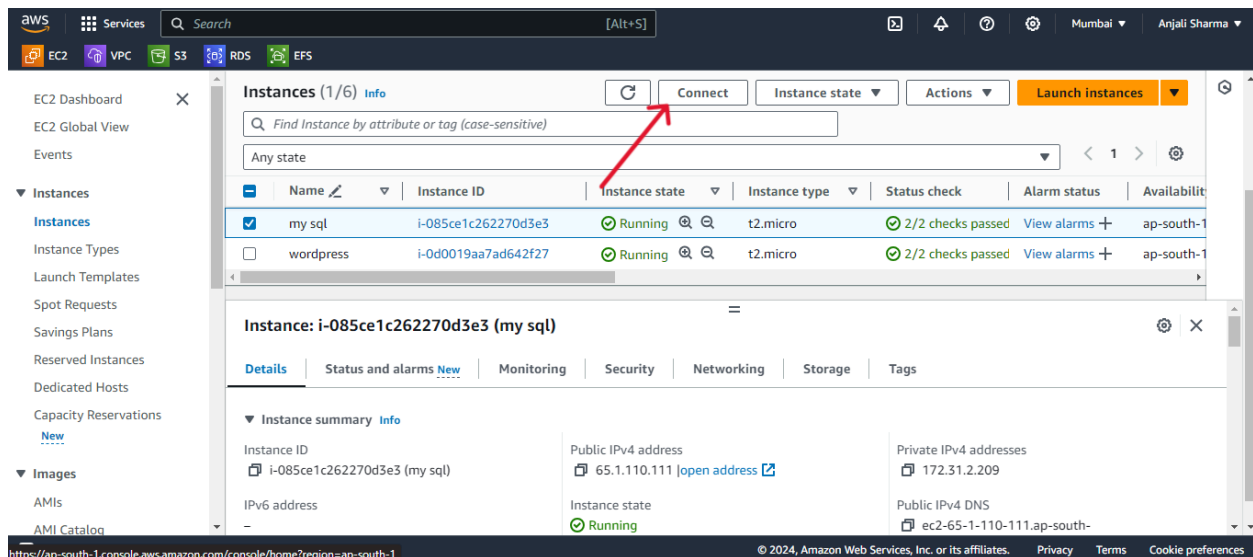 aws Services Search [Alt+S] Mumbai ▼ Anjali Sharma ▼
EC2 VPC S3 RDS EFS
EC2 Dashboard
EC2 Global View
Events
▼ Instances
Instances
Instance Types
Launch Templates
Spot Requests
Savings Plans
Reserved Instances
Dedicated Hosts
Capacity Reservations
New
▼ Images
AMIs
AMI Catalog
Instances (1/6) Info Connect Instance state ▼ Actions ▼ Launch instances ▼
Find Instance by attribute or tag (case-sensitive)
Any state ▼ < 1 >
Name Instance ID Instance state Instance type Status check Alarm status Availabilit
my sql i-085ce1c262270d3e3 Running t2.micro 2/2 checks passed View alarms + ap-south-1
wordpress i-0d0019aa7ad642f27 Running t2.micro 2/2 checks passed View alarms + ap-south-1
Instance: i-085ce1c262270d3e3 (my sql)
Details Status and alarms New Monitoring Security Networking Storage Tags
▼ Instance summary Info
Instance ID Public IPv4 address Private IPv4 addresses
i-085ce1c262270d3e3 (my sql) 65.1.110.111 |open address 172.31.2.209
IPv6 address Instance state Public IPv4 DNS
– Running ec2-65-1-110-111.ap-south-
https://ap-south-1.console.aws.amazon.com/console/home?region=ap-south-1 © 2024, Amazon Web Services, Inc. or its affiliates. Privacy Terms Cookie preferences